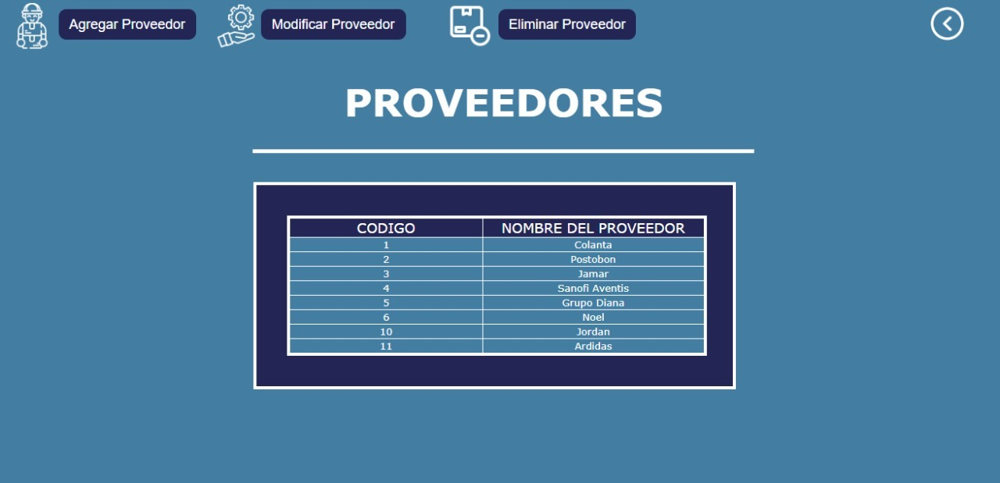 Agregar Proveedor Modificar Proveedor Eliminar Proveedor
PROVEEDORES
CODIGO NOMBRE DEL PROVEEDOR
1 Colanta
2 Postobon
3 Jamar
4 Sanofi Aventis
5 Grupo Diana
6 Noel
10 Jordan
11 Ardidas